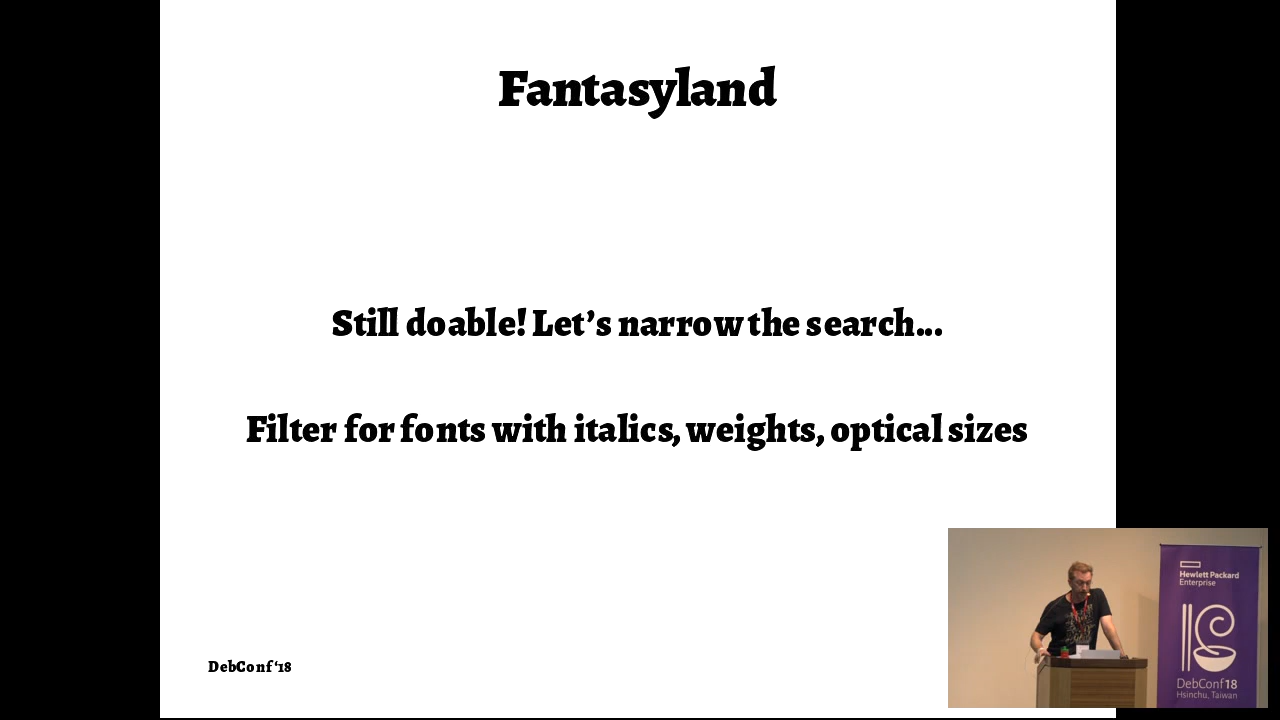 Fantasyland
Still doable! Let’s narrow the search...
Filter for fonts with italics, weights, optical sizes
DebConf ‘18
Hewlett Packard
Enterprise
DebConf18
Hsinchu, Taiwan